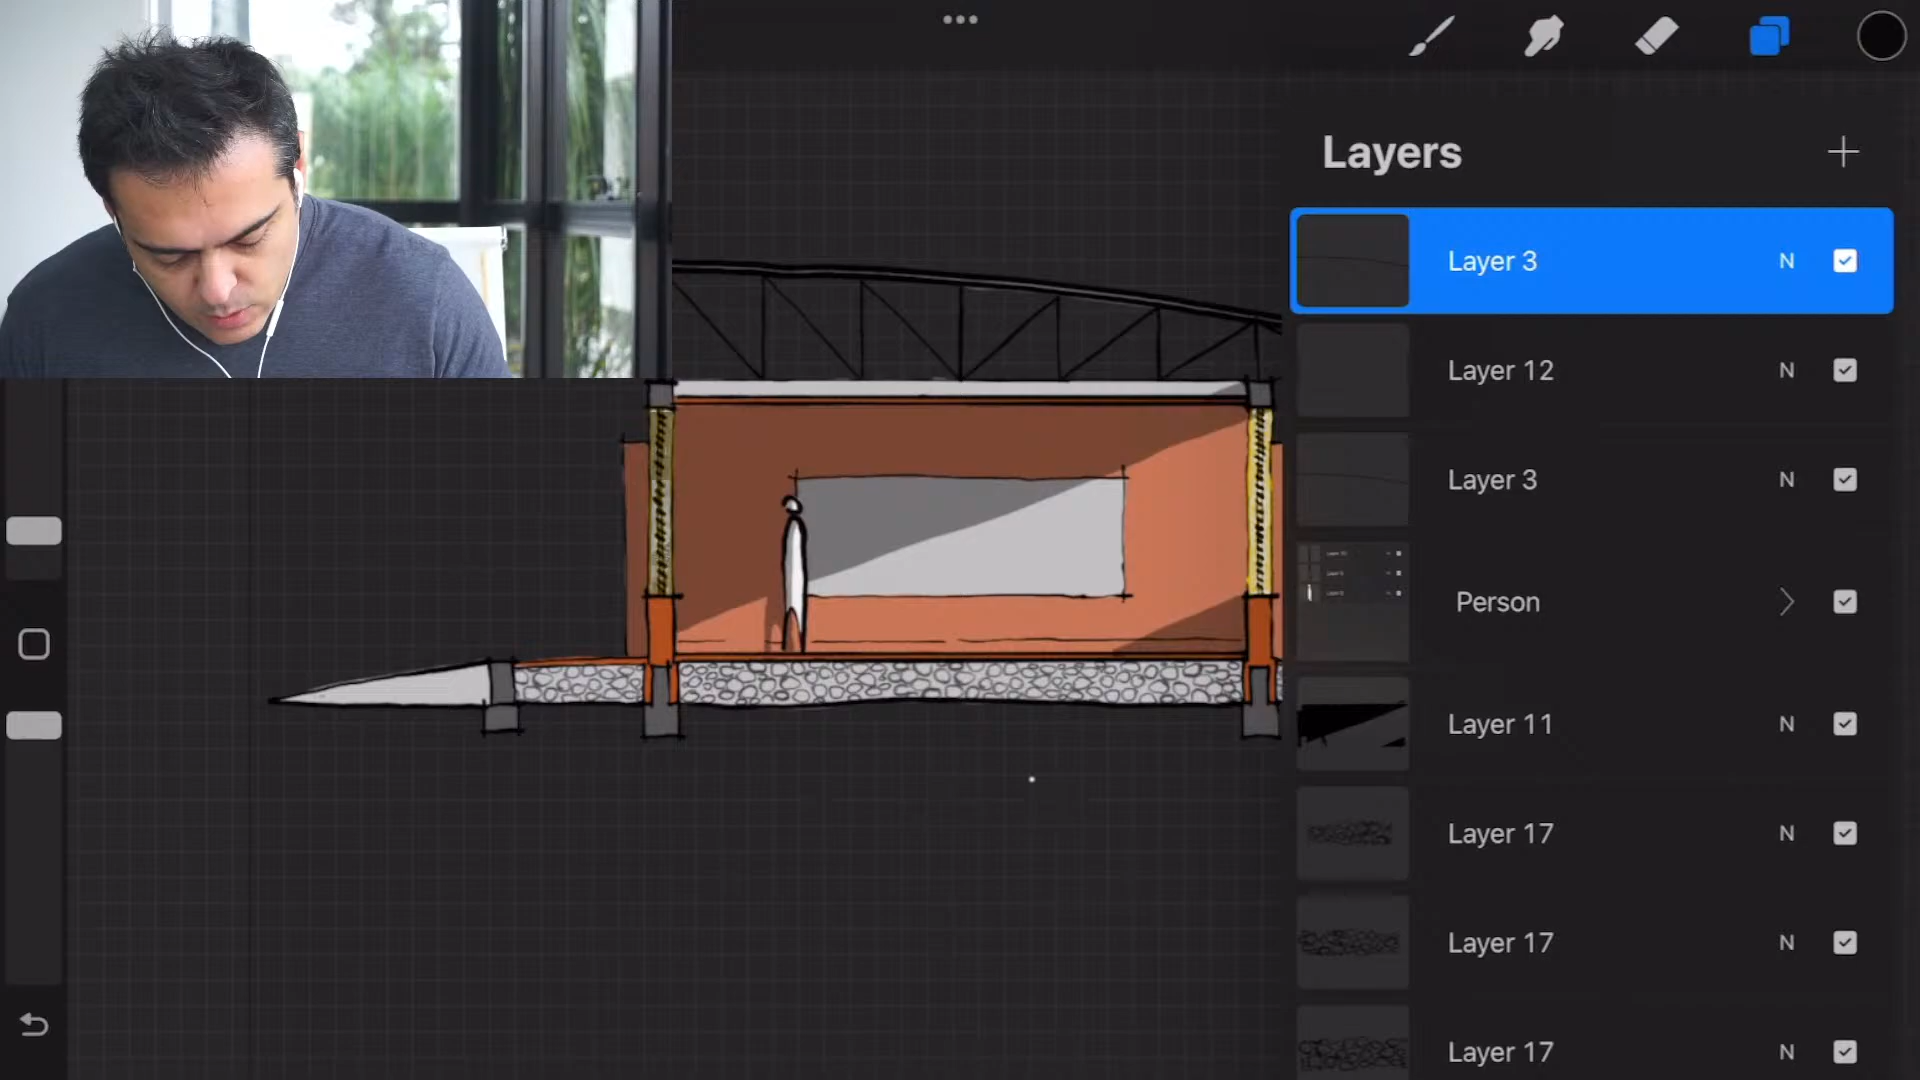 Layers
Layer 3 N
Layer 12 N
Layer 3 N
Person
Layer 11 N
Layer 17 N
Layer 17 N
Layer 17 N